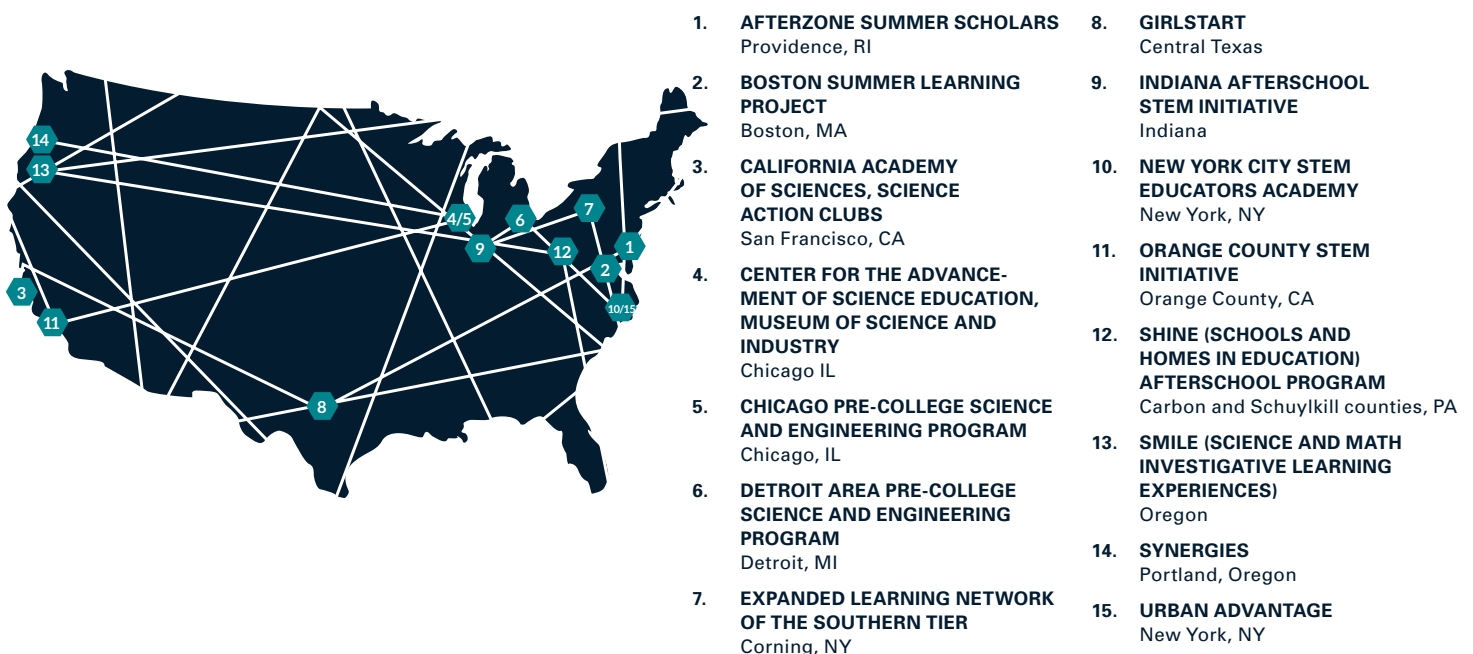 14
13
3
11
8
4/5
9
6
7
12
1
2
10/15
1. AFTERZONE SUMMER SCHOLARS
Providence, RI
2. BOSTON SUMMER LEARNING
PROJECT
Boston, MA
3. CALIFORNIA ACADEMY
OF SCIENCES, SCIENCE
ACTION CLUBS
San Francisco, CA
4. CENTER FOR THE ADVANCE-
MENT OF SCIENCE EDUCATION,
MUSEUM OF SCIENCE AND
INDUSTRY
Chicago IL
5. CHICAGO PRE-COLLEGE SCIENCE
AND ENGINEERING PROGRAM
Chicago, IL
6. DETROIT AREA PRE-COLLEGE
SCIENCE AND ENGINEERING
PROGRAM
Detroit, MI
7. EXPANDED LEARNING NETWORK
OF THE SOUTHERN TIER
Corning, NY
8. GIRLSTART
Central Texas
9. INDIANA AFTERSCHOOL
STEM INITIATIVE
Indiana
10. NEW YORK CITY STEM
EDUCATORS ACADEMY
New York, NY
11. ORANGE COUNTY STEM
INITIATIVE
Orange County, CA
12. SHINE (SCHOOLS AND
HOMES IN EDUCATION)
AFTERSCHOOL PROGRAM
Carbon and Schuylkill counties, PA
13. SMILE (SCIENCE AND MATH
INVESTIGATIVE LEARNING
EXPERIENCES)
Oregon
14. SYNERGIES
Portland, Oregon
15. URBAN ADVANTAGE
New York, NY